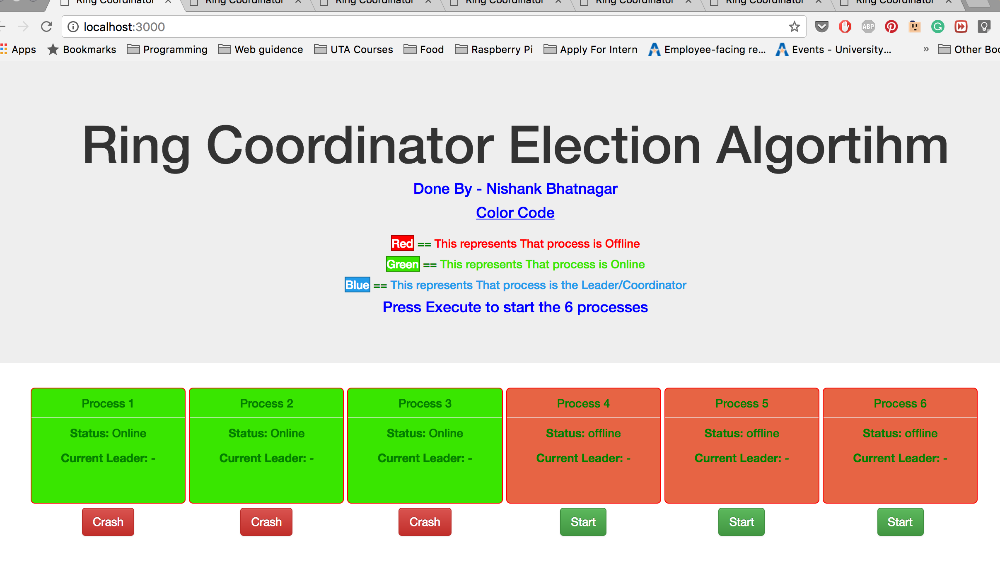 Ring Coordinator Ring Coordinator Ring Coordinator Ring Coordinator Ring Coordinator Ring Coordinator Ring Coordinator
localhost:3000
ABP
Apps Bookmarks Programming Web guidence UTA Courses Food Raspberry Pi Apply For Intern Employee-facing re... Events - University... » Other Boo
Ring Coordinator Election Algortihm
Done By - Nishank Bhatnagar
Color Code
Red == This represents That process is Offline
Green == This represents That process is Online
Blue == This represents That process is the Leader/Coordinator
Press Execute to start the 6 processes
Process 1 Process 2 Process 3 Process 4 Process 5 Process 6
Status: Online Status: Online Status: Online Status: offline Status: offline Status: offline
Current Leader: - Current Leader: - Current Leader: - Current Leader: - Current Leader: - Current Leader: -
Crash Crash Crash Start Start Start